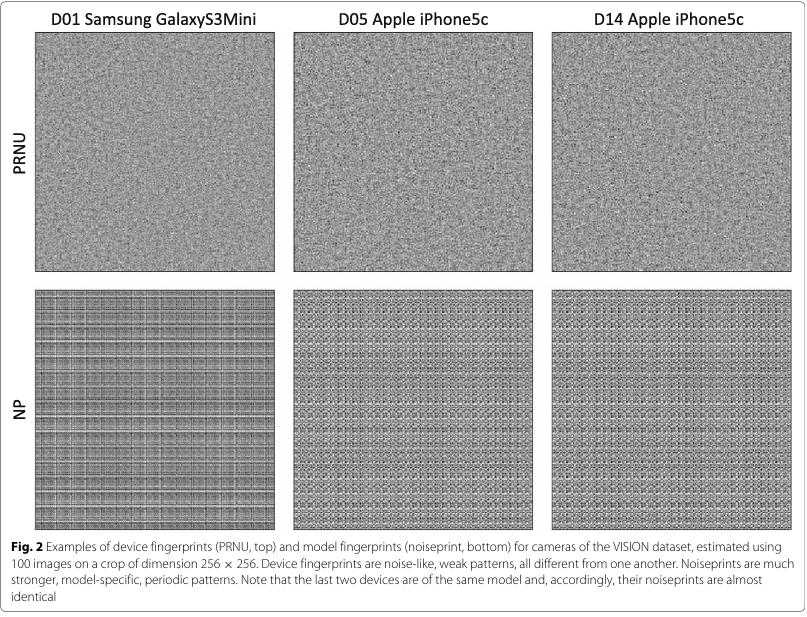 D01 Samsung GalaxyS3Mini
D05 Apple iPhone5c
D14 Apple iPhone5c
PRNU
NP
Fig. 2 Examples of device fingerprints (PRNU, top) and model fingerprints (noiseprint, bottom) for cameras of the VISION dataset, estimated using
100 images on a crop of dimension 256 × 256. Device fingerprints are noise-like, weak patterns, all different from one another. Noiseprints are much
stronger, model-specific, periodic patterns. Note that the last two devices are of the same model and, accordingly, their noiseprints are almost
identical